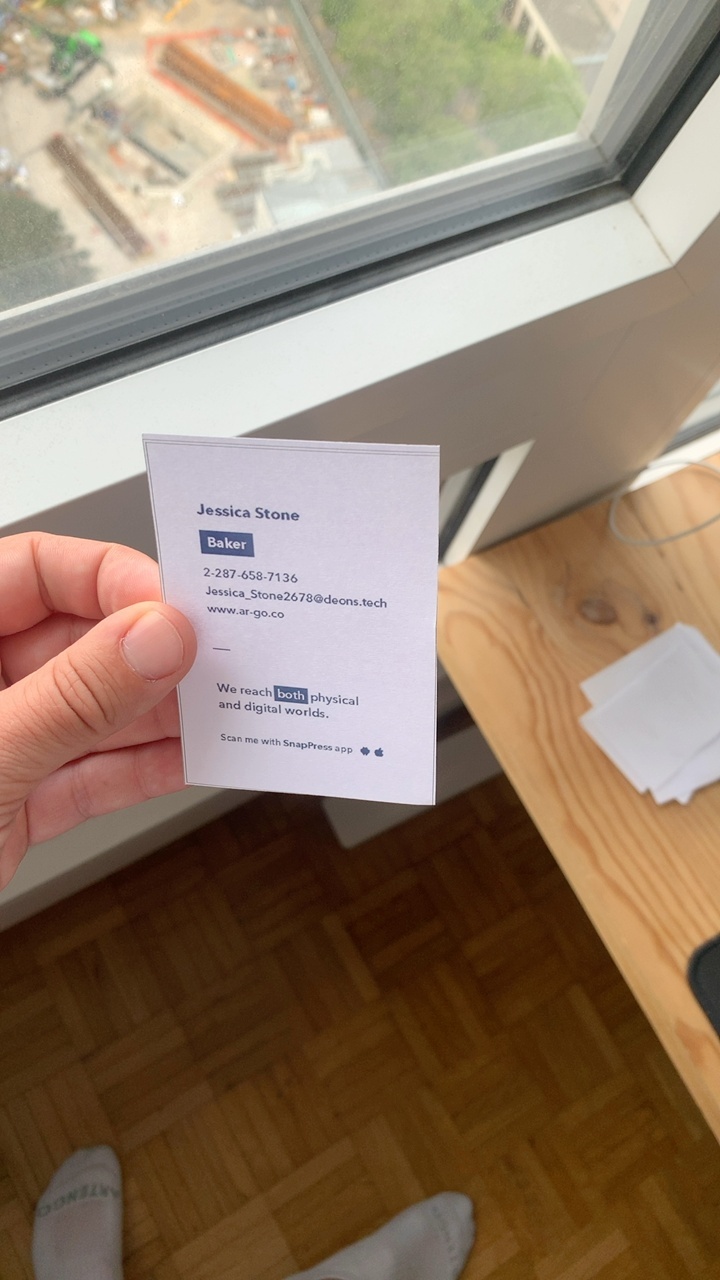 Jessica Stone
Baker
2-287-658-7136
Jessica_Stone2678@deons.tech
www.ar-go.co
We reach both physical
and digital worlds.
Scan me with SnapPress app